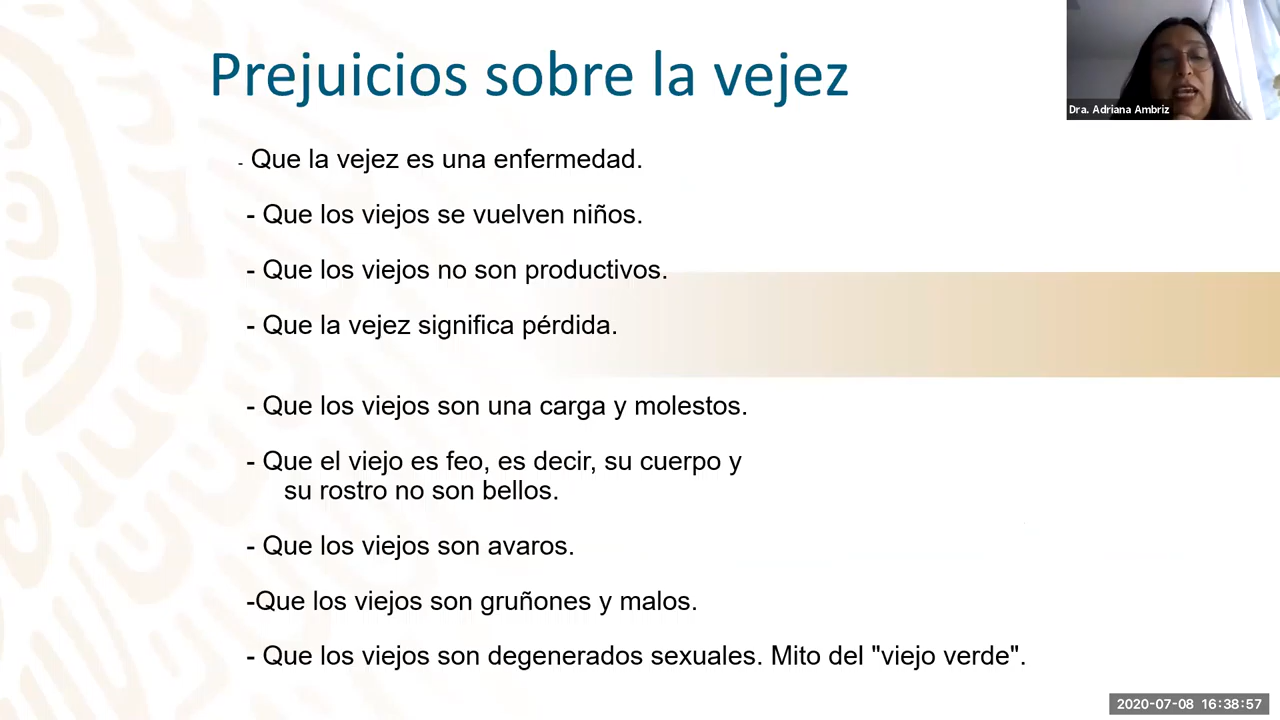 Prejuicios sobre la vejez
Dra. Adriana Ambriz
- Que la vejez es una enfermedad.
- Que los viejos se vuelven niños.
- Que los viejos no son productivos.
- Que la vejez significa pérdida.
- Que los viejos son una carga y molestos.
- Que el viejo es feo, es decir, su cuerpo y
su rostro no son bellos.
- Que los viejos son avaros.
-Que los viejos son gruñones y malos.
- Que los viejos son degenerados sexuales. Mito del "viejo verde".
2020-07-08 16:38:57